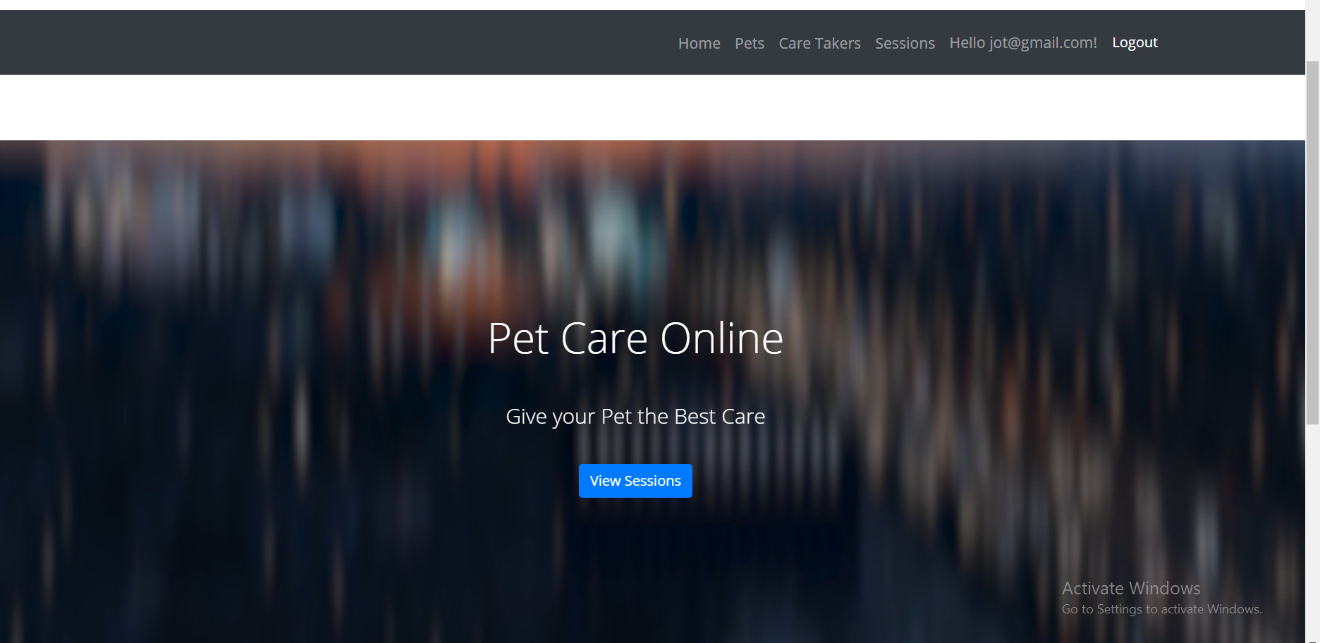 Home Pets Care Takers Sessions Hello jot@gmail.com! Logout
Pet Care Online
Give your Pet the Best Care
View Sessions
Activate Windows
Go to Settings to activate Windows.